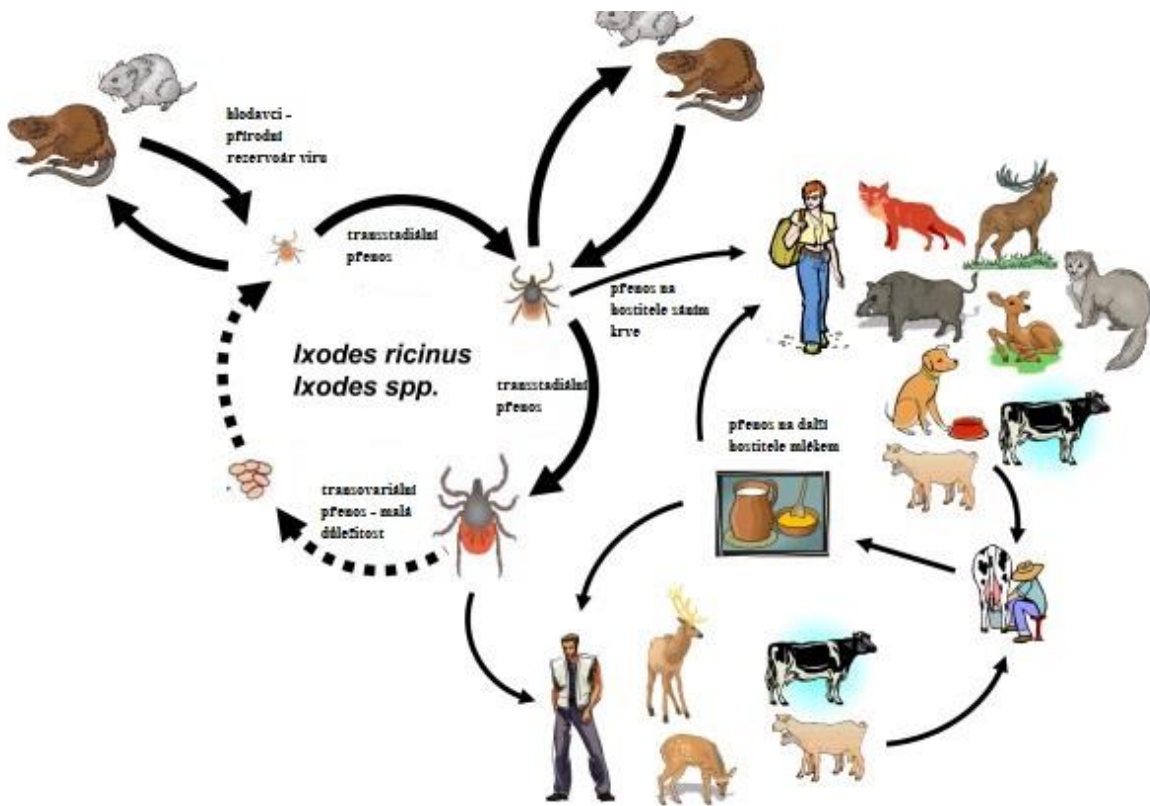 hlodavci -
přírodní
rezervoár viru
transstadiální
přenos
přenos na
hostitele sáním
krve
Ixodes ricinus
Ixodes spp.
transstadiální
přenos
přenos na další
hostitele mlékem
transovariální
přenos - malá
důležitost